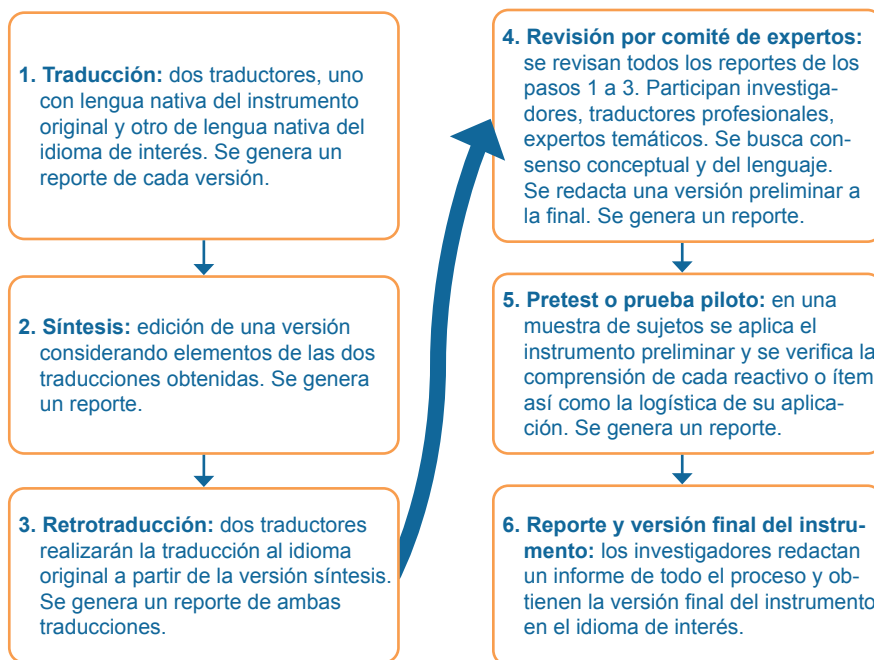 1. Traducción: dos traductores, uno
con lengua nativa del instrumento
original y otro de lengua nativa del
idioma de interés. Se genera un
reporte de cada versión.
2. Síntesis: edición de una versión
considerando elementos de las dos
traducciones obtenidas. Se genera
un reporte.
3. Retrotraducción: dos traductores
realizarán la traducción al idioma
original a partir de la versión síntesis.
Se genera un reporte de ambas
traducciones.
4. Revisión por comité de expertos:
se revisan todos los reportes de los
pasos 1 a 3. Participan investiga-
dores, traductores profesionales,
expertos temáticos. Se busca con-
senso conceptual y del lenguaje.
Se redacta una versión preliminar a
la final. Se genera un reporte.
5. Pretest o prueba piloto: en una
muestra de sujetos se aplica el
instrumento preliminar y se verifica la
comprensión de cada reactivo o ítem
así como la logística de su aplica-
ción. Se genera un reporte.
6. Reporte y versión final del instru-
mento: los investigadores redactan
un informe de todo el proceso y ob-
tienen la versión final del instrumento
en el idioma de interés.